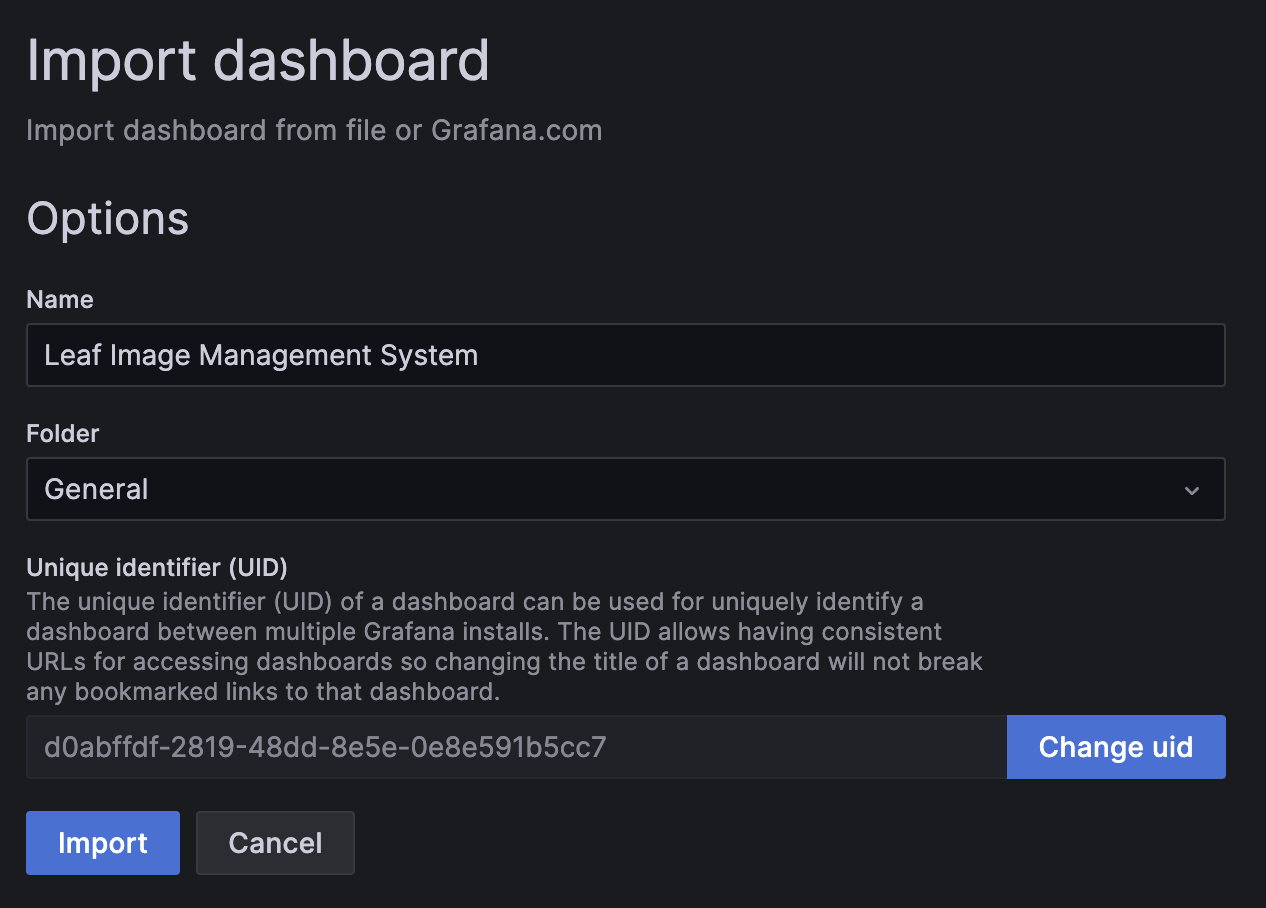 Import dashboard
Import dashboard from file or Grafana.com
Options
Name
Leaf Image Management System
Folder
General
Unique identifier (UID)
The unique identifier (UID) of a dashboard can be used for uniquely identify a
dashboard between multiple Grafana installs. The UID allows having consistent
URLs for accessing dashboards so changing the title of a dashboard will not break
any bookmarked links to that dashboard.
d0abffdf-2819-48dd-8e5e-0e8e591b5cc7
Change uid
Import
Cancel